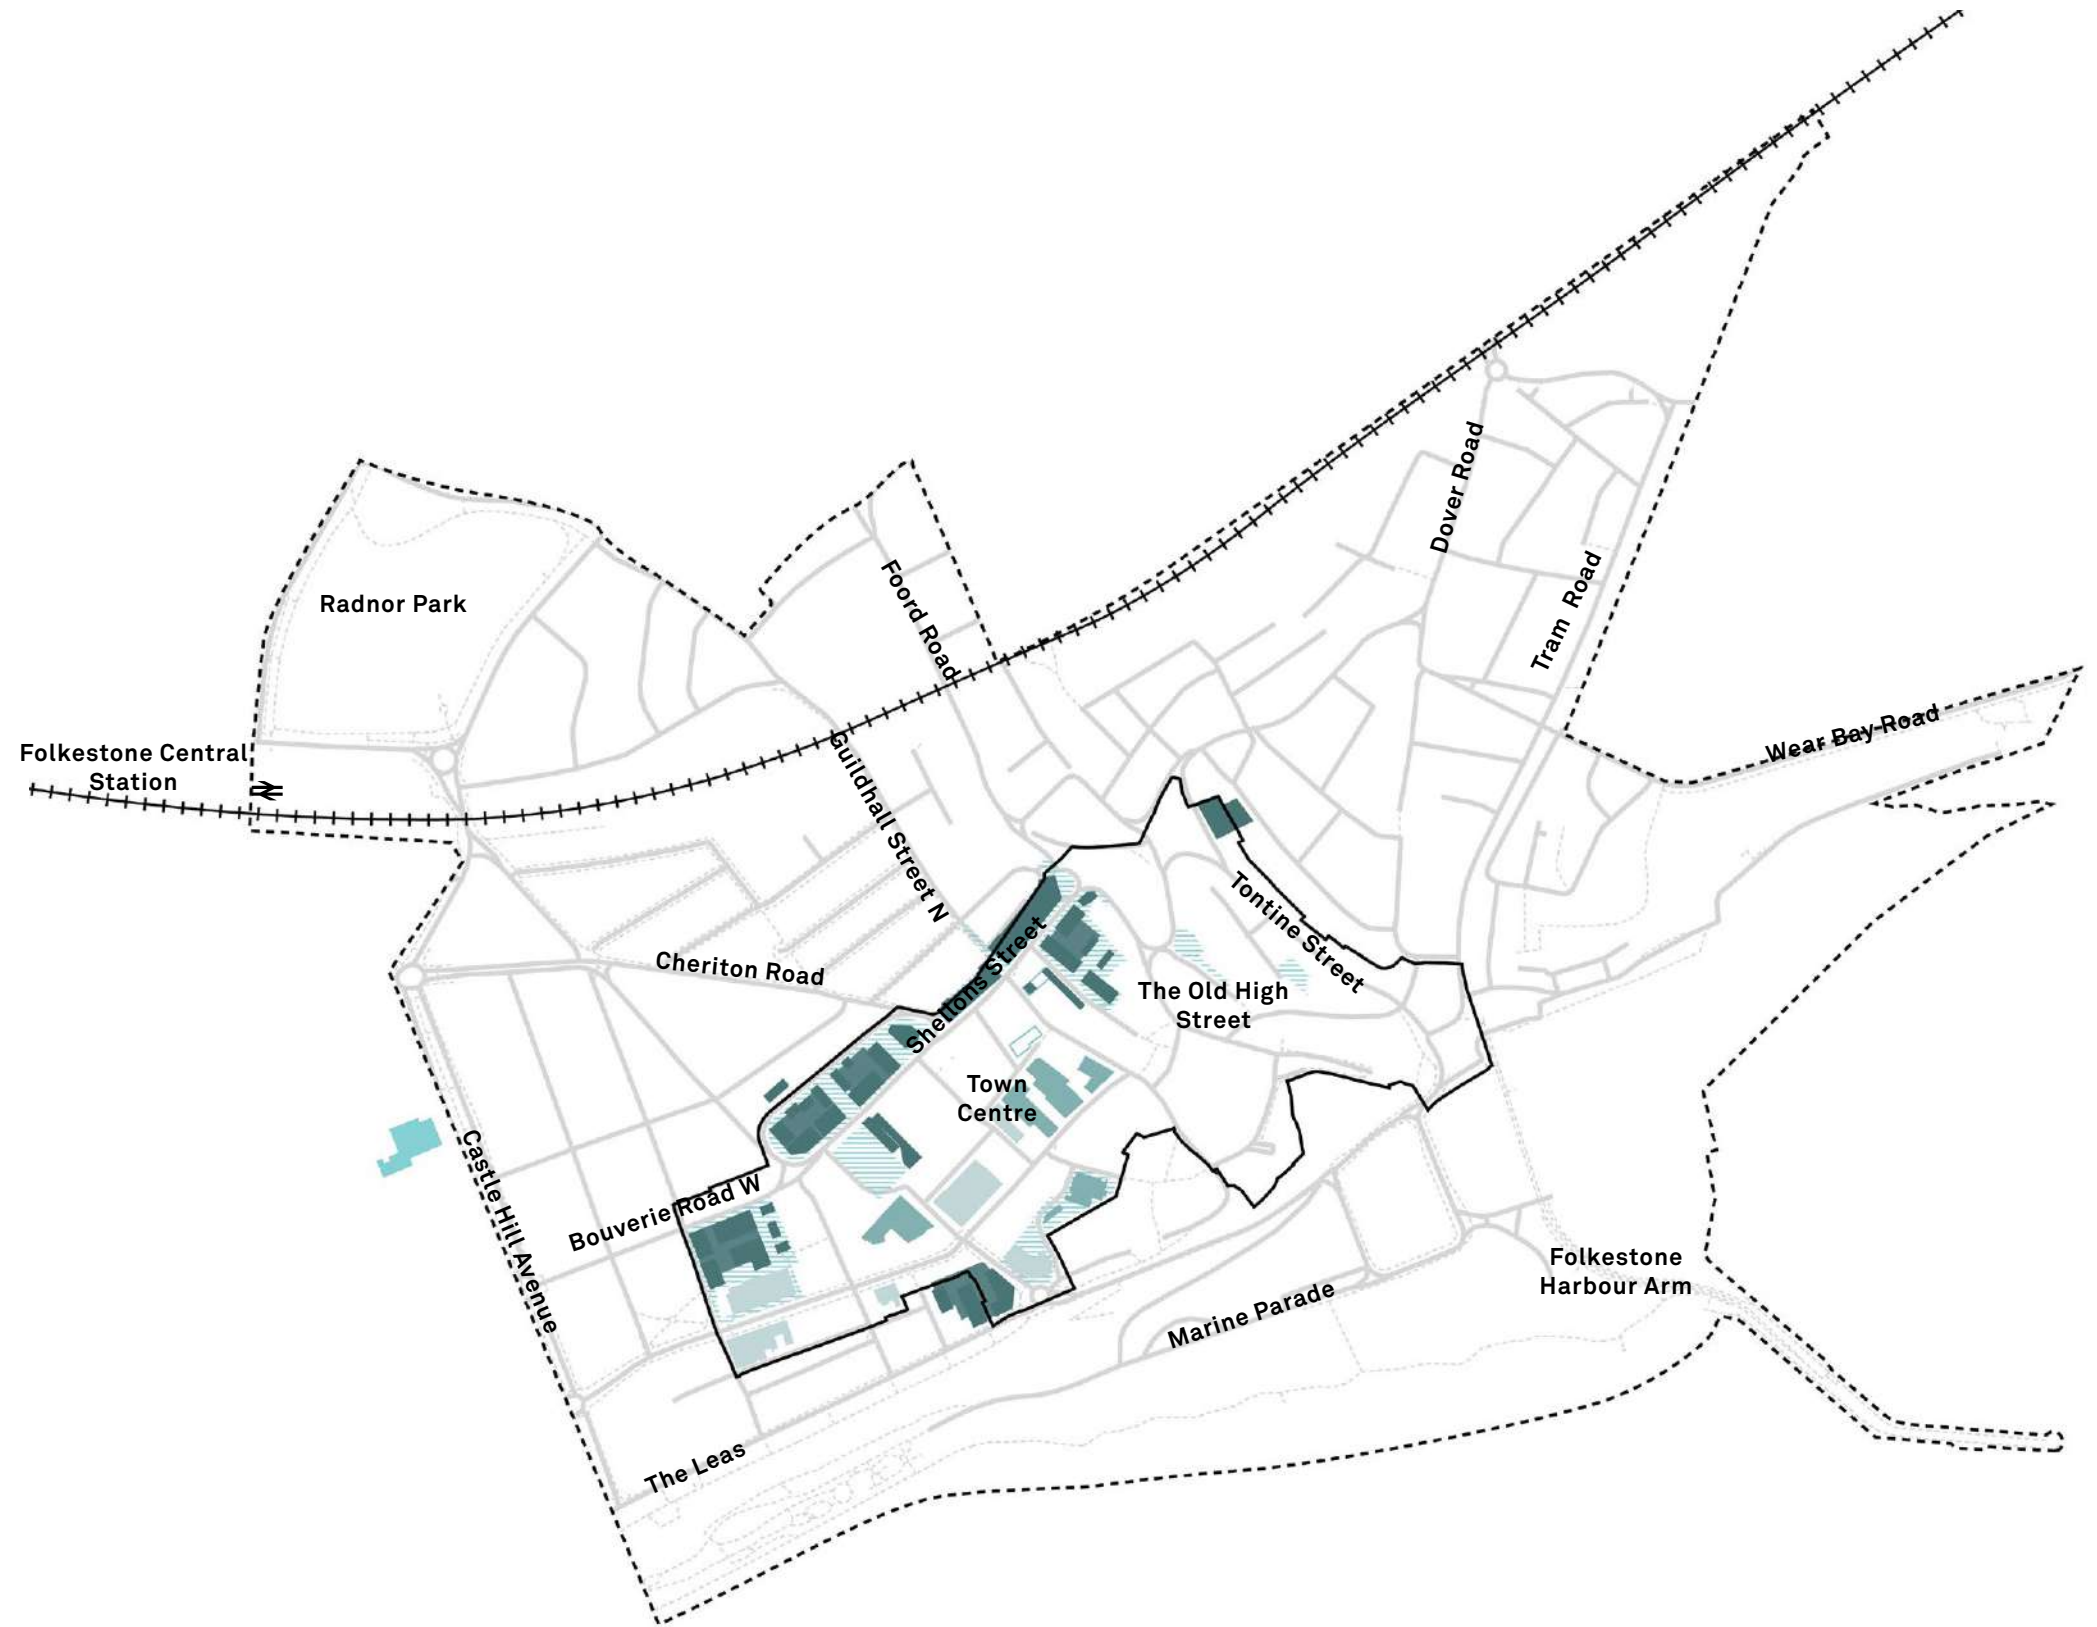 Dover Road
Radnor Park
Foord Road
Tram Road
Folkestone Central
Station
Wear Bay Road
Guildhall Street N
Cheriton Road
Shellons Street
Tontine Street
The Old High
Street
Town
Centre
Castle Hill Avenue
Bouverie Road W
Folkestone
Harbour Arm
Marine Parade
The Leas